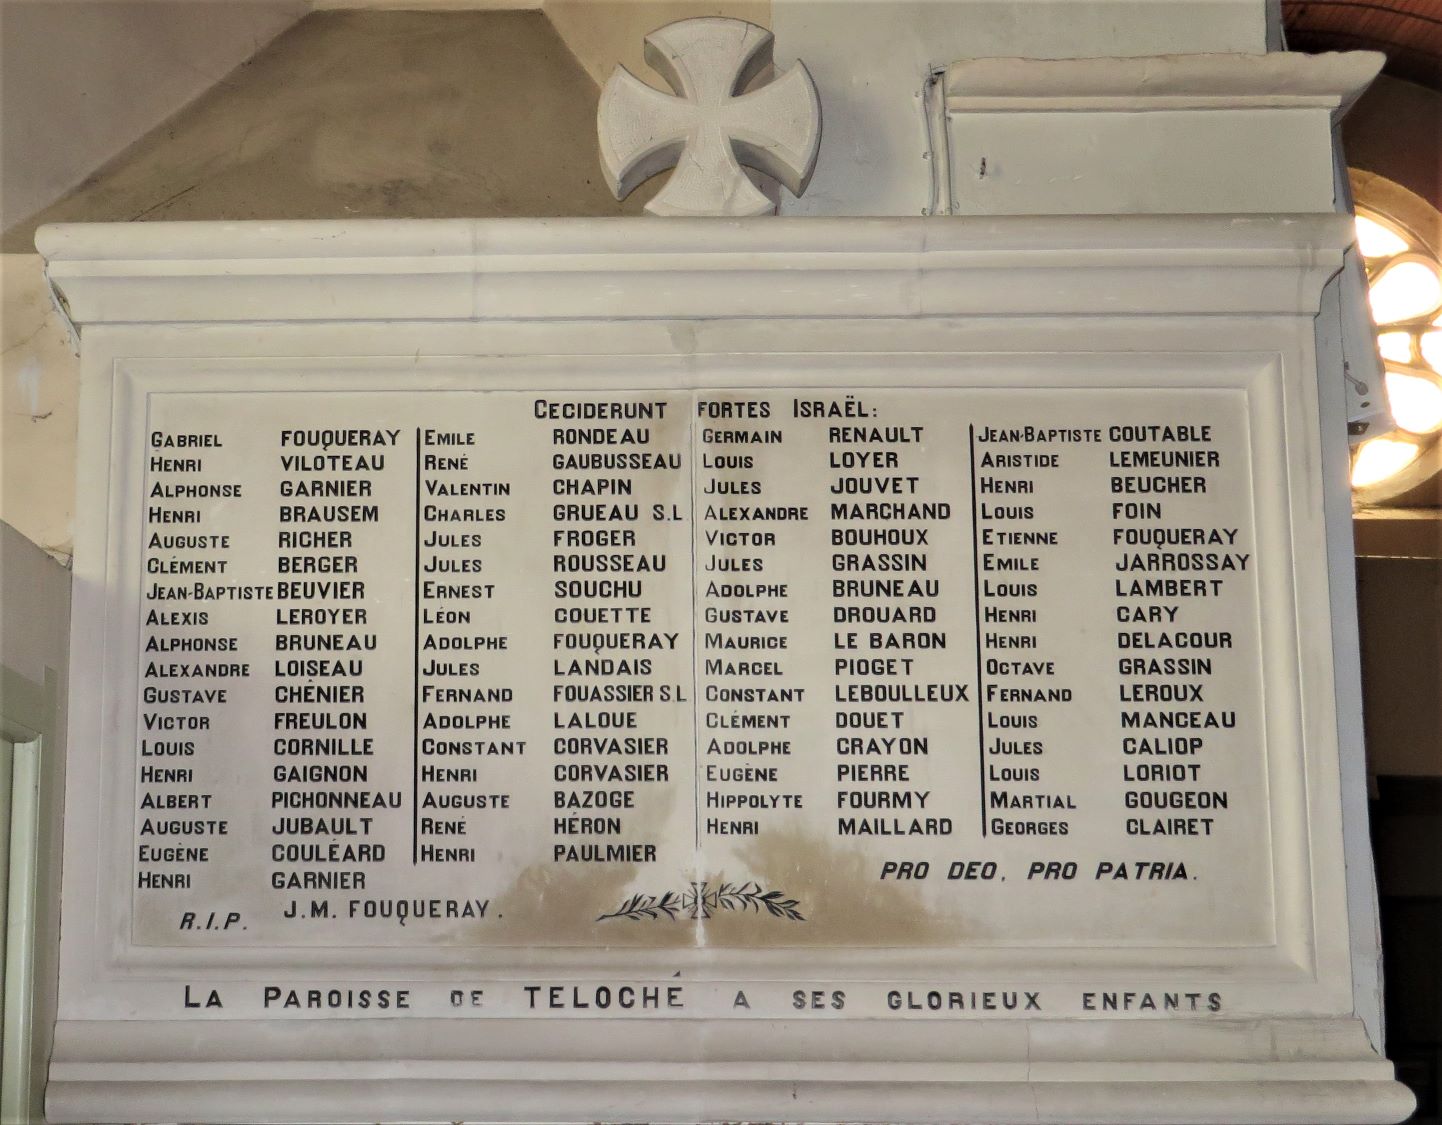 CECIDERUNT FORTES ISRAËL:
GABRIEL FOUQUERAY
HENRI VILOTEAU
ALPHONSE GARNIER
HENRI BRAUSEM
AUGUSTE RICHER
CLÉMENT BERGER
JEAN-BAPTISTE BEUVIER
ALEXIS LEROYER
ALPHONSE BRUNEAU
ALEXANDRE LOISEAU
GUSTAVE CHÊNIER
VICTOR FREULON
LOUIS CORNILLE
HENRI GAIGNON
ALBERT PICHONNEAU
AUGUSTE JUBAULT
EUGÈNE COULÉARD
HENRI GARNIER
J.M. FOUQUERAY.
R.I.P.
EMILE RONDEAU
RENÉ GAUBUSSEAU
VALENTIN CHAPIN
CHARLES GRUEAU S.L
JULES FROGER
JULES ROUSSEAU
ERNEST SOUCHU
LÉON COUETTE
ADOLPHE FOUQUERAY
JULES LANDAIS
FERNAND FOUASSIER S.L
ADOLPHE LALOUE
CONSTANT CORVASIER
HENRI CORVASIER
AUGUSTE BAZOGE
RENÉ HÉRON
HENRI PAULMIER
GERMAIN RENAULT
LOUIS LOYER
JULES JOUVET
ALEXANDRE MARCHAND
VICTOR BOUHOUX
JULES GRASSIN
ADOLPHE BRUNEAU
GUSTAVE DROUARD
MAURICE LE BARON
MARCEL PIOGET
CONSTANT LEBOULLEUX
CLÉMENT DOUET
ADOLPHE CRAYON
EUGÈNE PIERRE
HIPPOLYTE FOURMY
HENRI MAILLARD
JEAN-BAPTISTE COUTABLE
ARISTIDE LEMEUNIER
HENRI BEUCHER
LOUIS FOIN
ETIENNE FOUQUERAY
EMILE JARROSSAY
LOUIS LAMBERT
HENRI CARY
HENRI DELACOUR
OCTAVE GRASSIN
FERNAND LEROUX
LOUIS MANCEAU
JULES CALIOP
LOUIS LORIOT
MARTIAL GOUGEON
GEORGES CLAIRET
PRO DEO, PRO PATRIA.
LA PAROISSE DE TELOCHÉ A SES GLORIEUX ENFANTS